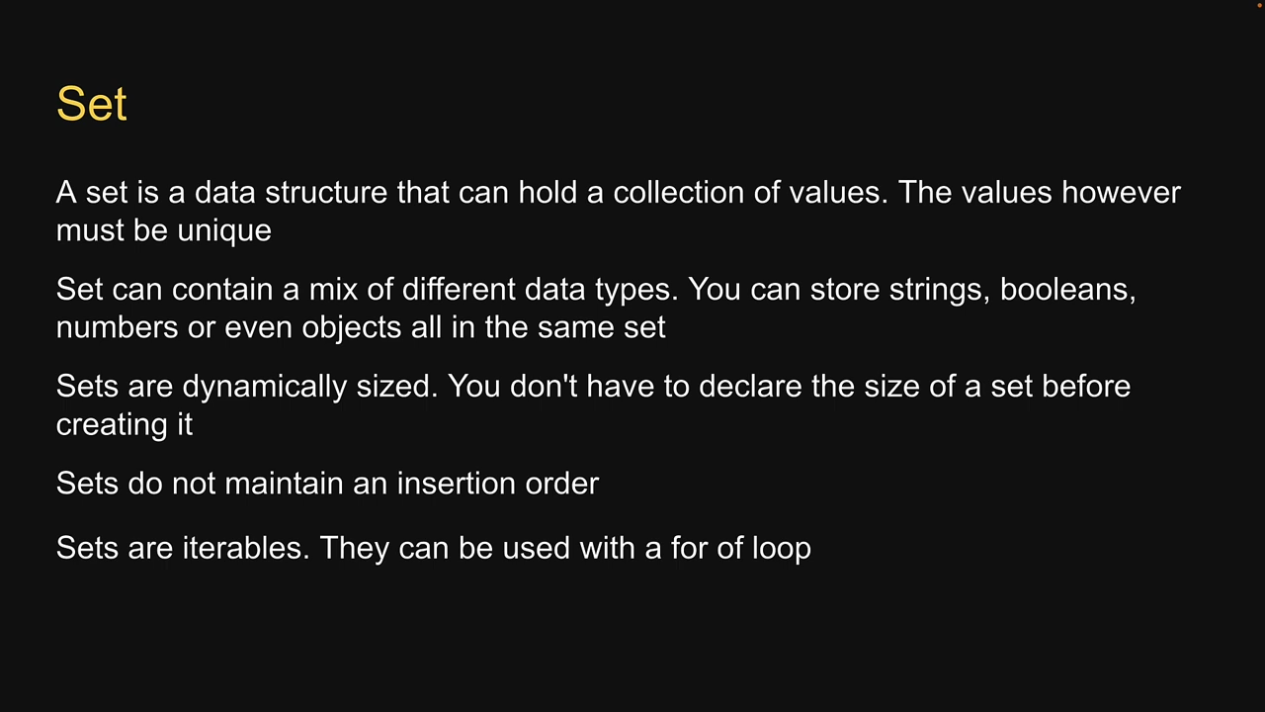 Set
A set is a data structure that can hold a collection of values. The values however
must be unique
Set can contain a mix of different data types. You can store strings, booleans,
numbers or even objects all in the same set
Sets are dynamically sized. You don't have to declare the size of a set before
creating it
Sets do not maintain an insertion order
Sets are iterables. They can be used with a for of loop